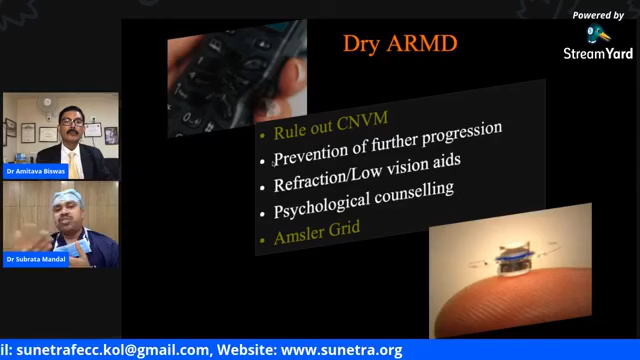 Powered by
StreamYard
Dry ARMD
• Rule out CNVM
• Prevention of further progression
• Refraction/Low vision aids
• Psychological counselling
• Amsler Grid
Dr Amitava Biswas
Dr Subrata Mandal
il: sunetrafecc.kol@gmail.com, Website: www.sunetra.org